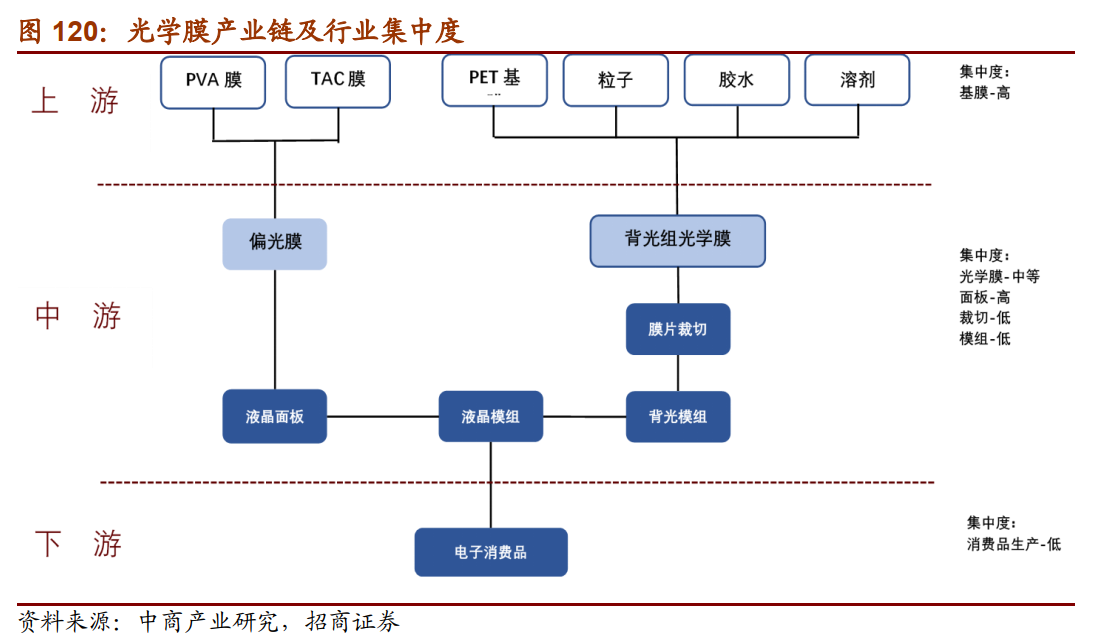 图 120：光学膜产业链及行业集中度
上 游
PVA 膜
TAC 膜
PET 基
粒子
胶水
溶剂
集中度：
基膜-高
中 游
偏光膜
背光组光学膜
膜片裁切
液晶面板
液晶模组
背光模组
集中度：
光学膜-中等
面板-高
裁切-低
模组-低
下 游
电子消费品
集中度：
消费品生产-低
资料来源：中商产业研究，招商证券